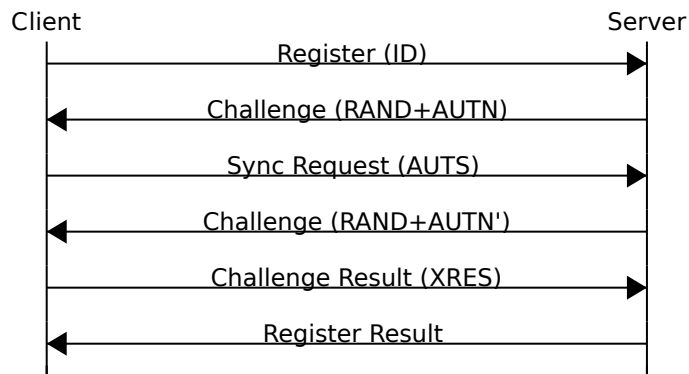 Client Server
Register (ID)
Challenge (RAND+AUTN)
Sync Request (AUTS)
Challenge (RAND+AUTN')
Challenge Result (XRES)
Register Result